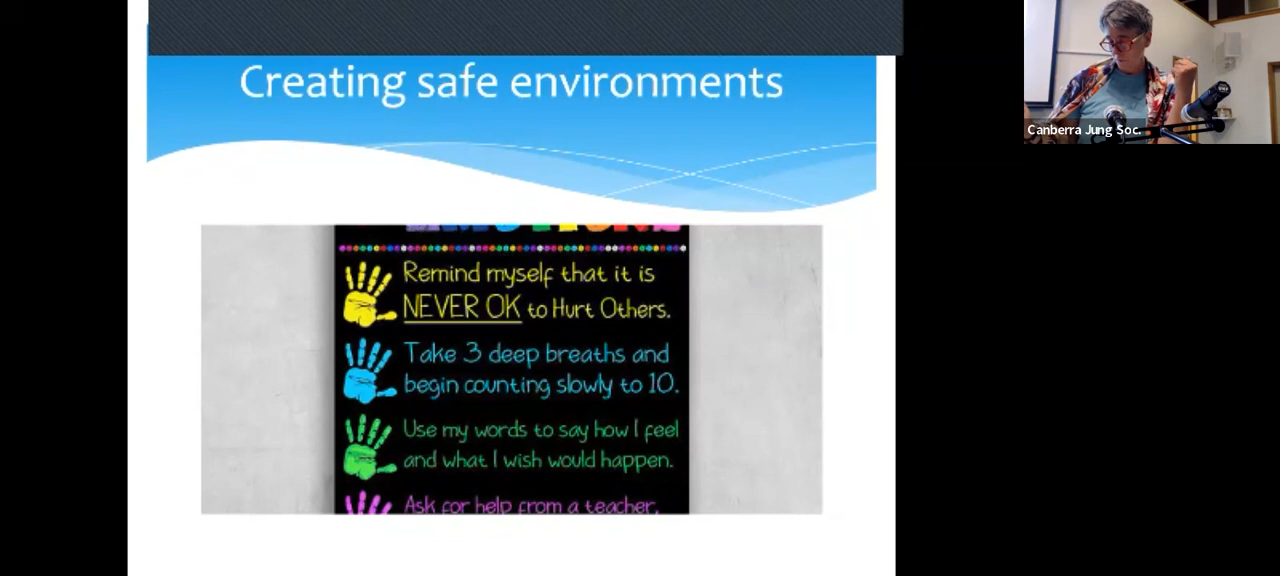 Creating safe environments
Canberra Jung Soc.
EMOTIONS
Remind myself that it is
NEVER OK to Hurt Others.
Take 3 deep breaths and
begin counting slowly to 10.
Use my words to say how I feel
and what I wish would happen.
Ask for help from a teacher,